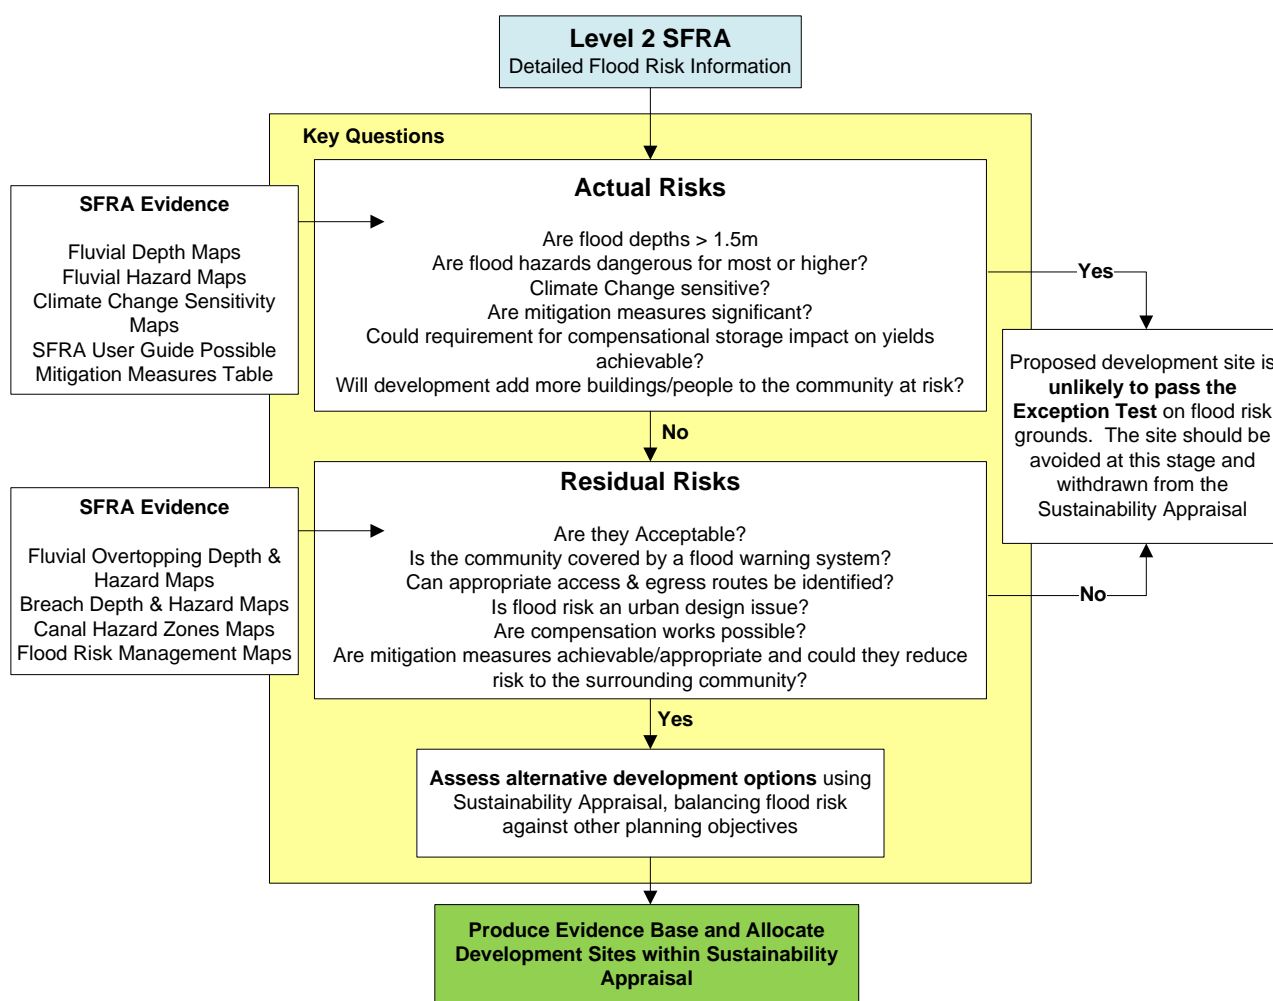 Level 2 SFRA
Detailed Flood Risk Information
Key Questions
SFRA Evidence
Fluvial Depth Maps
Fluvial Hazard Maps
Climate Change Sensitivity
Maps
SFRA User Guide Possible
Mitigation Measures Table
Actual Risks
Are flood depths > 1.5m
Are flood hazards dangerous for most or higher?
Climate Change sensitive?
Are mitigation measures significant?
Could requirement for compensational storage impact on yields
achievable?
Will development add more buildings/people to the community at risk?
Yes
Proposed development site is
unlikely to pass the
Exception Test on flood risk
grounds. The site should be
avoided at this stage and
withdrawn from the
Sustainability Appraisal
No
SFRA Evidence
Fluvial Overtopping Depth &
Hazard Maps
Breach Depth & Hazard Maps
Canal Hazard Zones Maps
Flood Risk Management Maps
Residual Risks
Are they Acceptable?
Is the community covered by a flood warning system?
Can appropriate access & egress routes be identified?
Is flood risk an urban design issue?
Are compensation works possible?
Are mitigation measures achievable/appropriate and could they reduce
risk to the surrounding community?
No
Yes
Assess alternative development options using
Sustainability Appraisal, balancing flood risk
against other planning objectives
Produce Evidence Base and Allocate
Development Sites within Sustainability
Appraisal